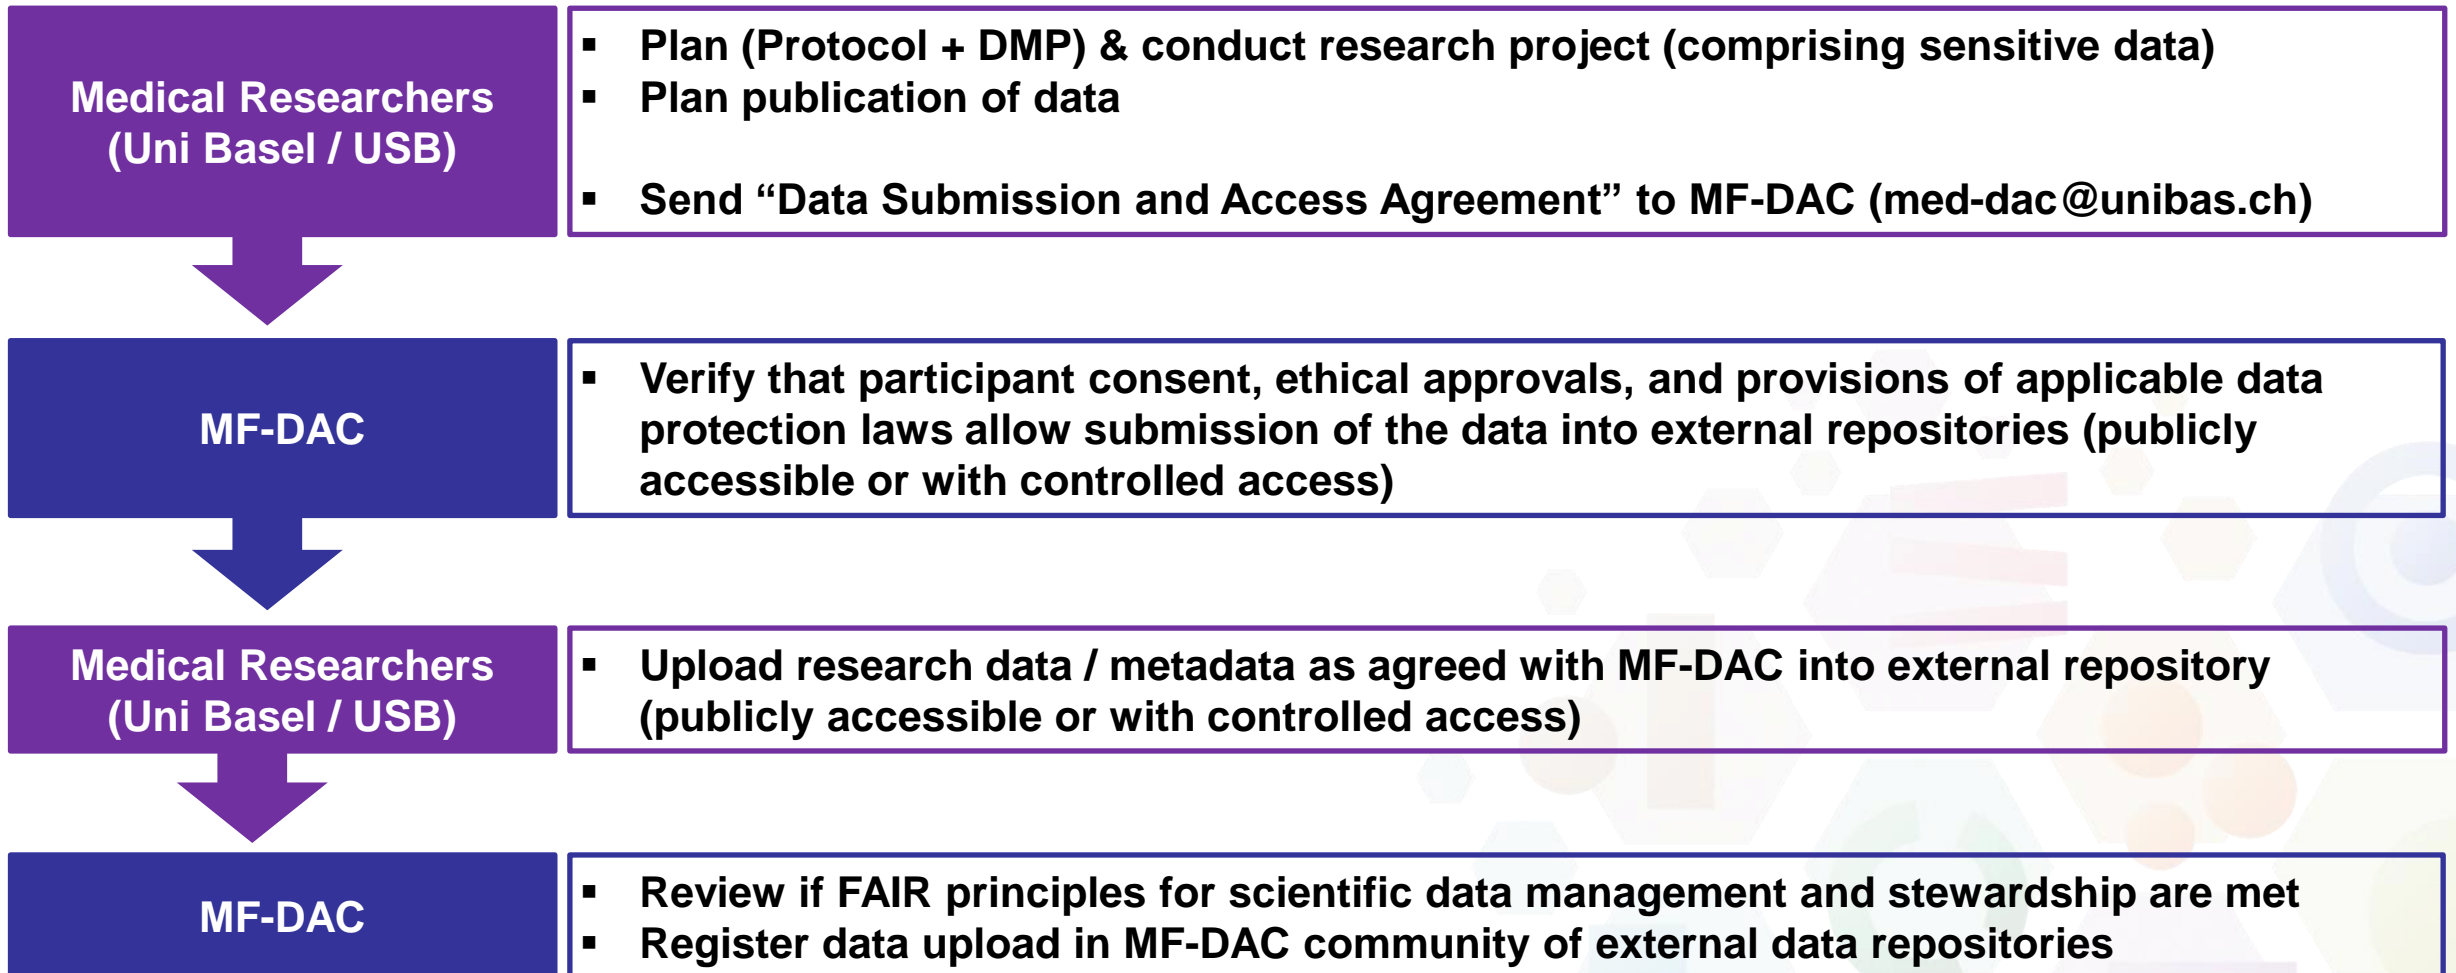 Medical Researchers
(Uni Basel / USB)
▪ Plan (Protocol + DMP) & conduct research project (comprising sensitive data)
▪ Plan publication of data
▪ Send “Data Submission and Access Agreement” to MF-DAC (med-dac@unibas.ch)
MF-DAC
▪ Verify that participant consent, ethical approvals, and provisions of applicable data
protection laws allow submission of the data into external repositories (publicly
accessible or with controlled access)
Medical Researchers
(Uni Basel / USB)
▪ Upload research data / metadata as agreed with MF-DAC into external repository
(publicly accessible or with controlled access)
MF-DAC
▪ Review if FAIR principles for scientific data management and stewardship are met
▪ Register data upload in MF-DAC community of external data repositories